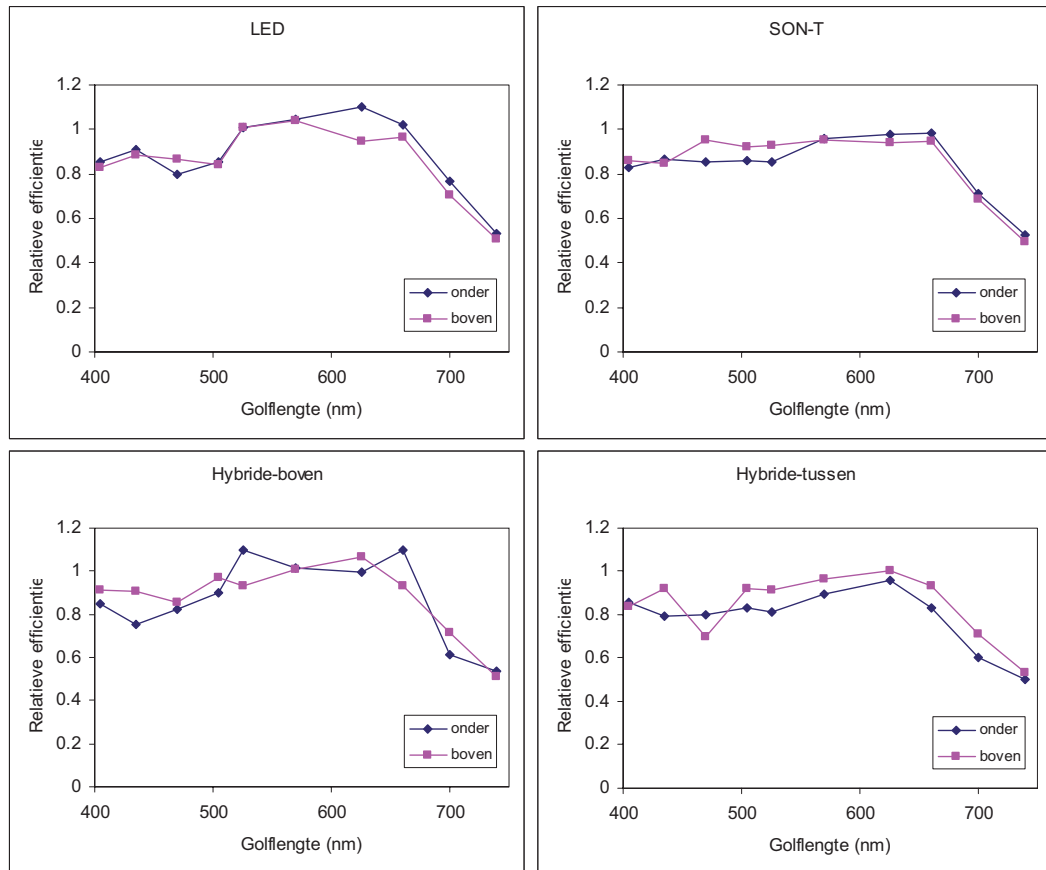 LED
1.2
1
0.8
0.6
0.4
0.2
0
400
500
600
700
Relatieve efficientie
Golflengte (nm)
onder
boven
SON-T
1.2
1
0.8
0.6
0.4
0.2
0
400
500
600
700
Relatieve efficientie
Golflengte (nm)
onder
boven
Hybride-boven
1.2
1
0.8
0.6
0.4
0.2
0
400
500
600
700
Relatieve efficientie
Golflengte (nm)
onder
boven
Hybride-tussen
1.2
1
0.8
0.6
0.4
0.2
0
400
500
600
700
Relatieve efficientie
Golflengte (nm)
onder
boven